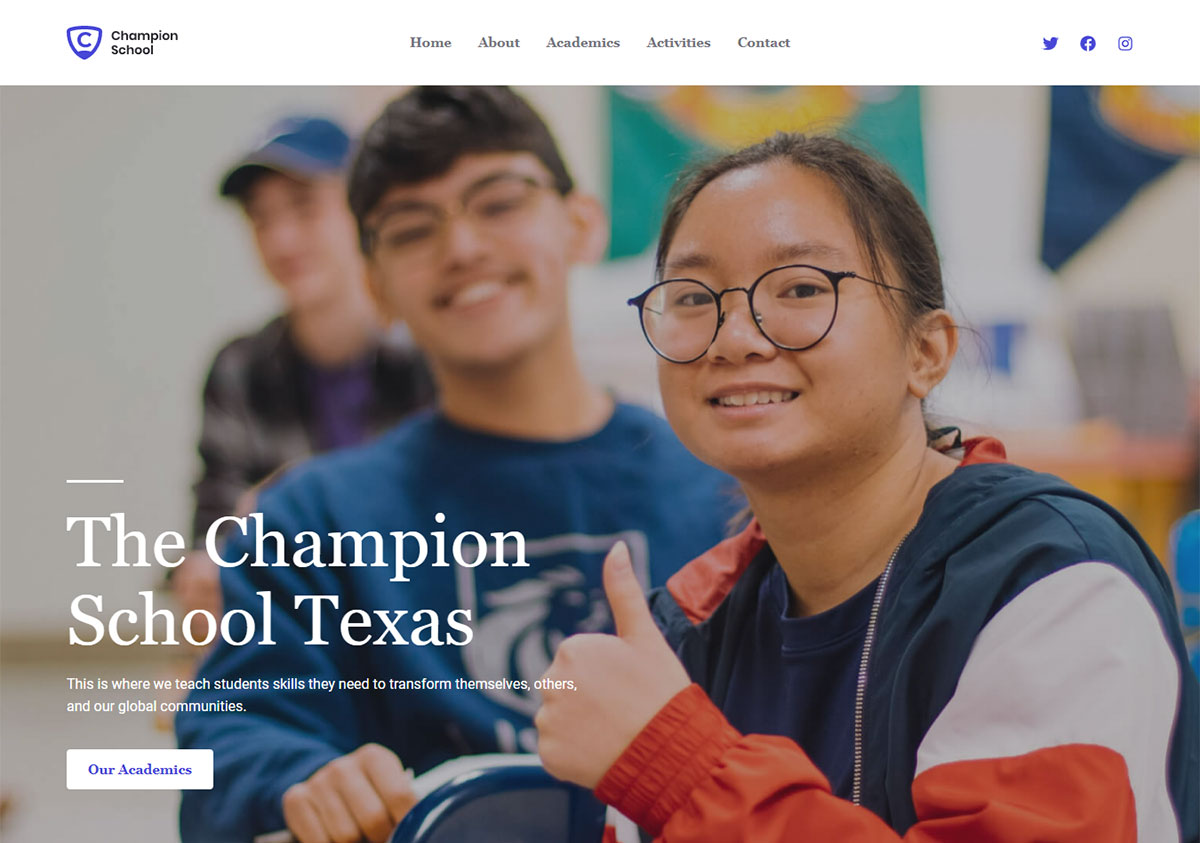 Champion
School
Home About Academics Activities Contact
The Champion
School Texas
This is where we teach students skills they need to transform themselves, others,
and our global communities.
Our Academics